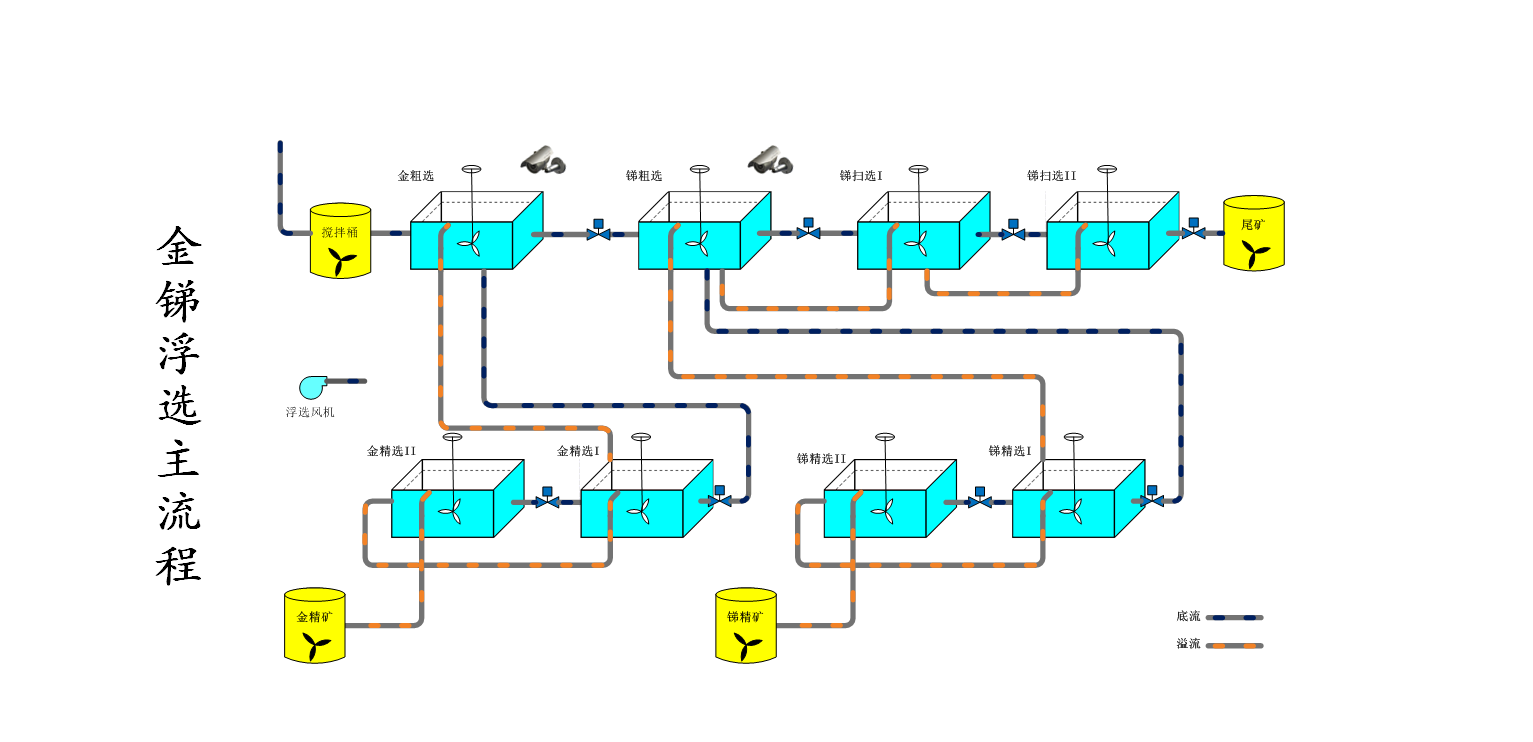 金锑浮选主流程
金粗选
锑粗选
锑扫选I
锑扫选II
搅拌桶
尾矿
浮选风机
金精选II
金精选I
锑精选II
锑精选I
金精矿
锑精矿
底流
溢流